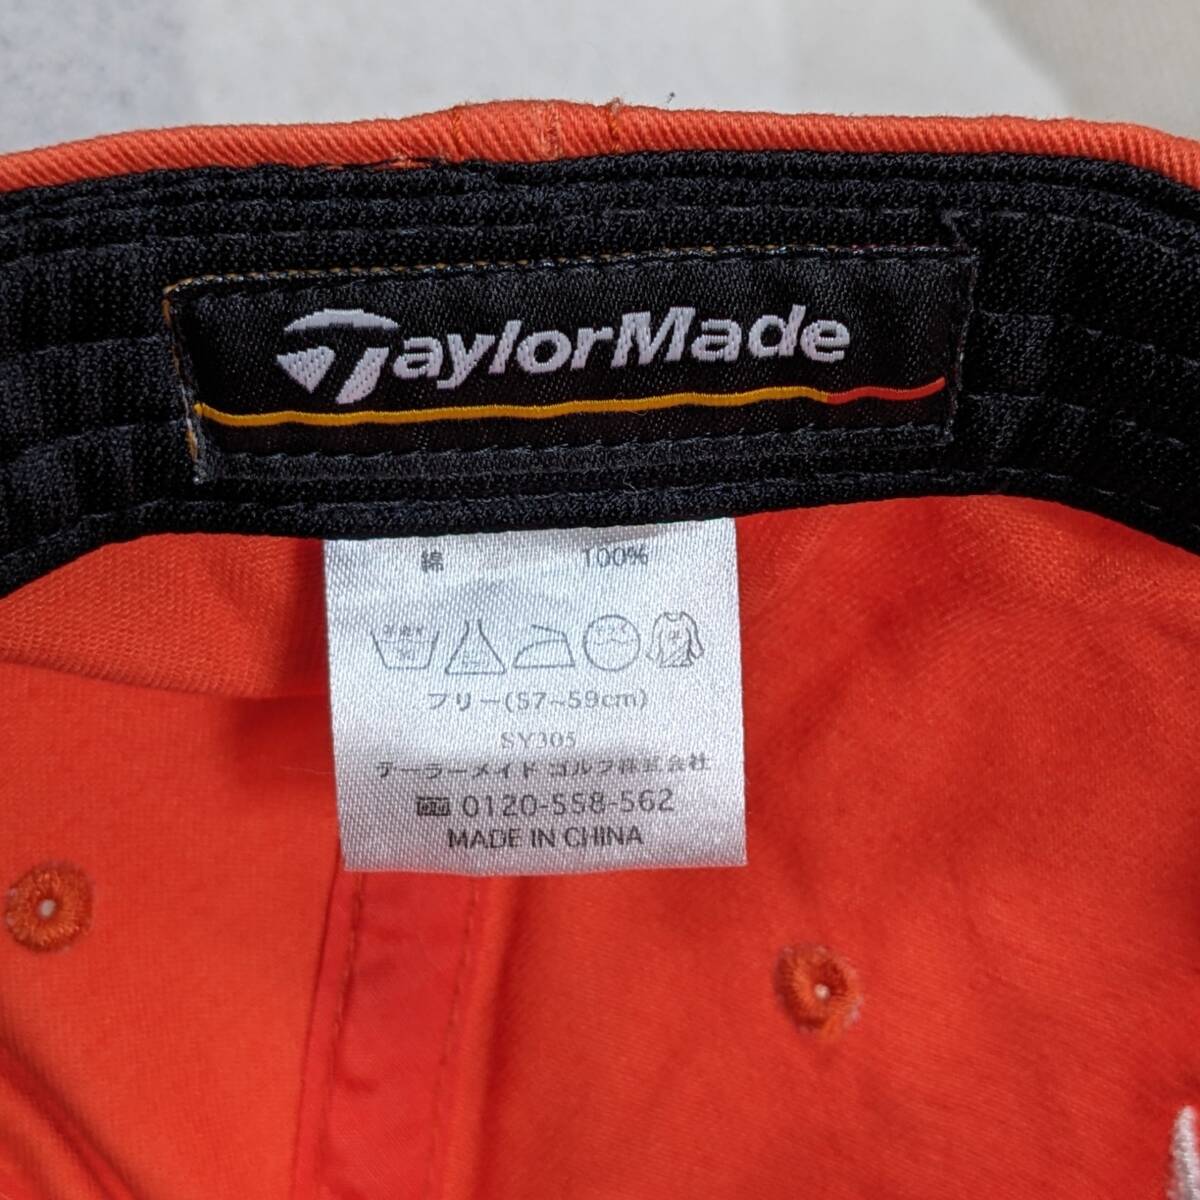 TaylorMade
綿 100%
フリー(57~59cm)
SY305
テーラーメイド ゴルフ株式会社
0120-558-562
MADE IN CHINA